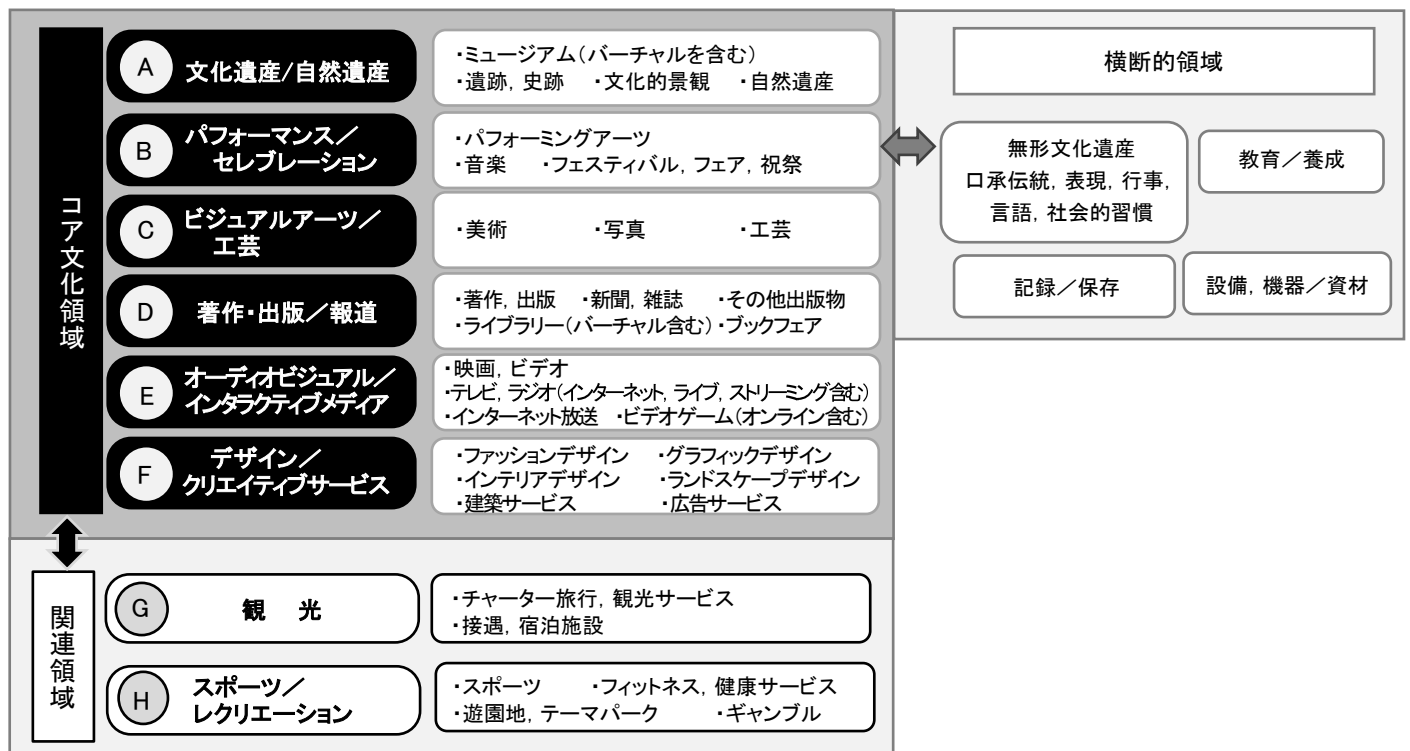 コア文化領域
A 文化遺産/自然遺産
・ミュージアム(バーチャルを含む)
・遺跡, 史跡 ・文化的景観 ・自然遺産
B パフォーマンス／
セレブレーション
・パフォーミングアーツ
・音楽 ・フェスティバル, フェア, 祝祭
C ビジュアルアーツ／
工芸
・美術 ・写真 ・工芸
D 著作・出版／報道
・著作, 出版 ・新聞, 雑誌 ・その他出版物
・ライブラリー(バーチャル含む) ・ブックフェア
E オーディオビジュアル／
インタラクティブメディア
・映画, ビデオ
・テレビ, ラジオ(インターネット, ライブ, ストリーミング含む)
・インターネット放送 ・ビデオゲーム(オンライン含む)
F デザイン／
クリエイティブサービス
・ファッションデザイン ・グラフィックデザイン
・インテリアデザイン ・ランドスケープデザイン
・建築サービス ・広告サービス
関連領域
G 観 光
・チャーター旅行, 観光サービス
・接遇, 宿泊施設
H スポーツ／
レクリエーション
・スポーツ ・フィットネス, 健康サービス
・遊園地, テーマパーク ・ギャンブル
横断的領域
無形文化遺産
口承伝統, 表現, 行事,
言語, 社会的習慣
教育／養成
記録／保存
設備, 機器／資材